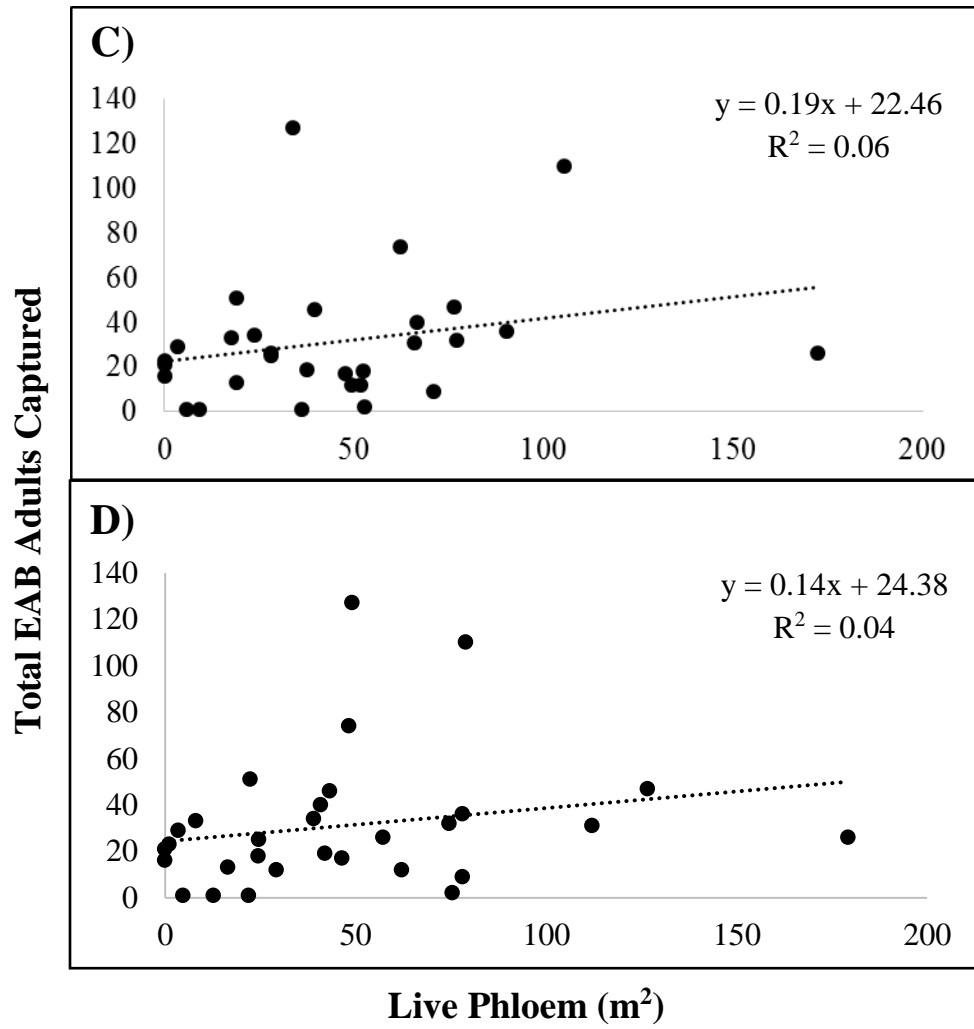 C)
y = 0.19x + 22.46
R² = 0.06
140
120
100
80
60
40
20
0
0 50 100 150 200
D)
y = 0.14x + 24.38
R² = 0.04
140
120
100
80
60
40
20
0
0 50 100 150 200
Total EAB Adults Captured
Live Phloem (m²)